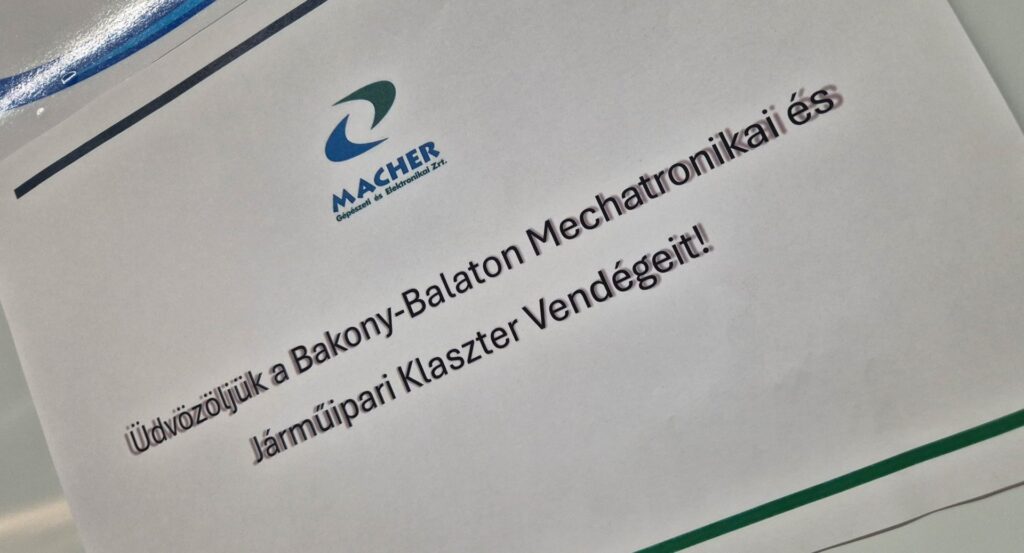 MACHER
Gépészeti és Elektronikai Zrt.
Üdvözöljük a Bakony-Balaton Mechatronikai és
Járműipari Klaszter Vendégeit!